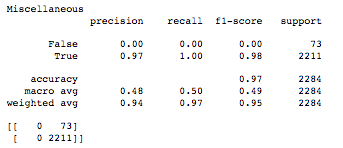 Miscellaneous
precision recall f1-score support
False 0.00 0.00 0.00 73
True 0.97 1.00 0.98 2211
accuracy 0.97 2284
macro avg 0.48 0.50 0.49 2284
weighted avg 0.94 0.97 0.95 2284
[[ 0 73]
[ 0 2211]]